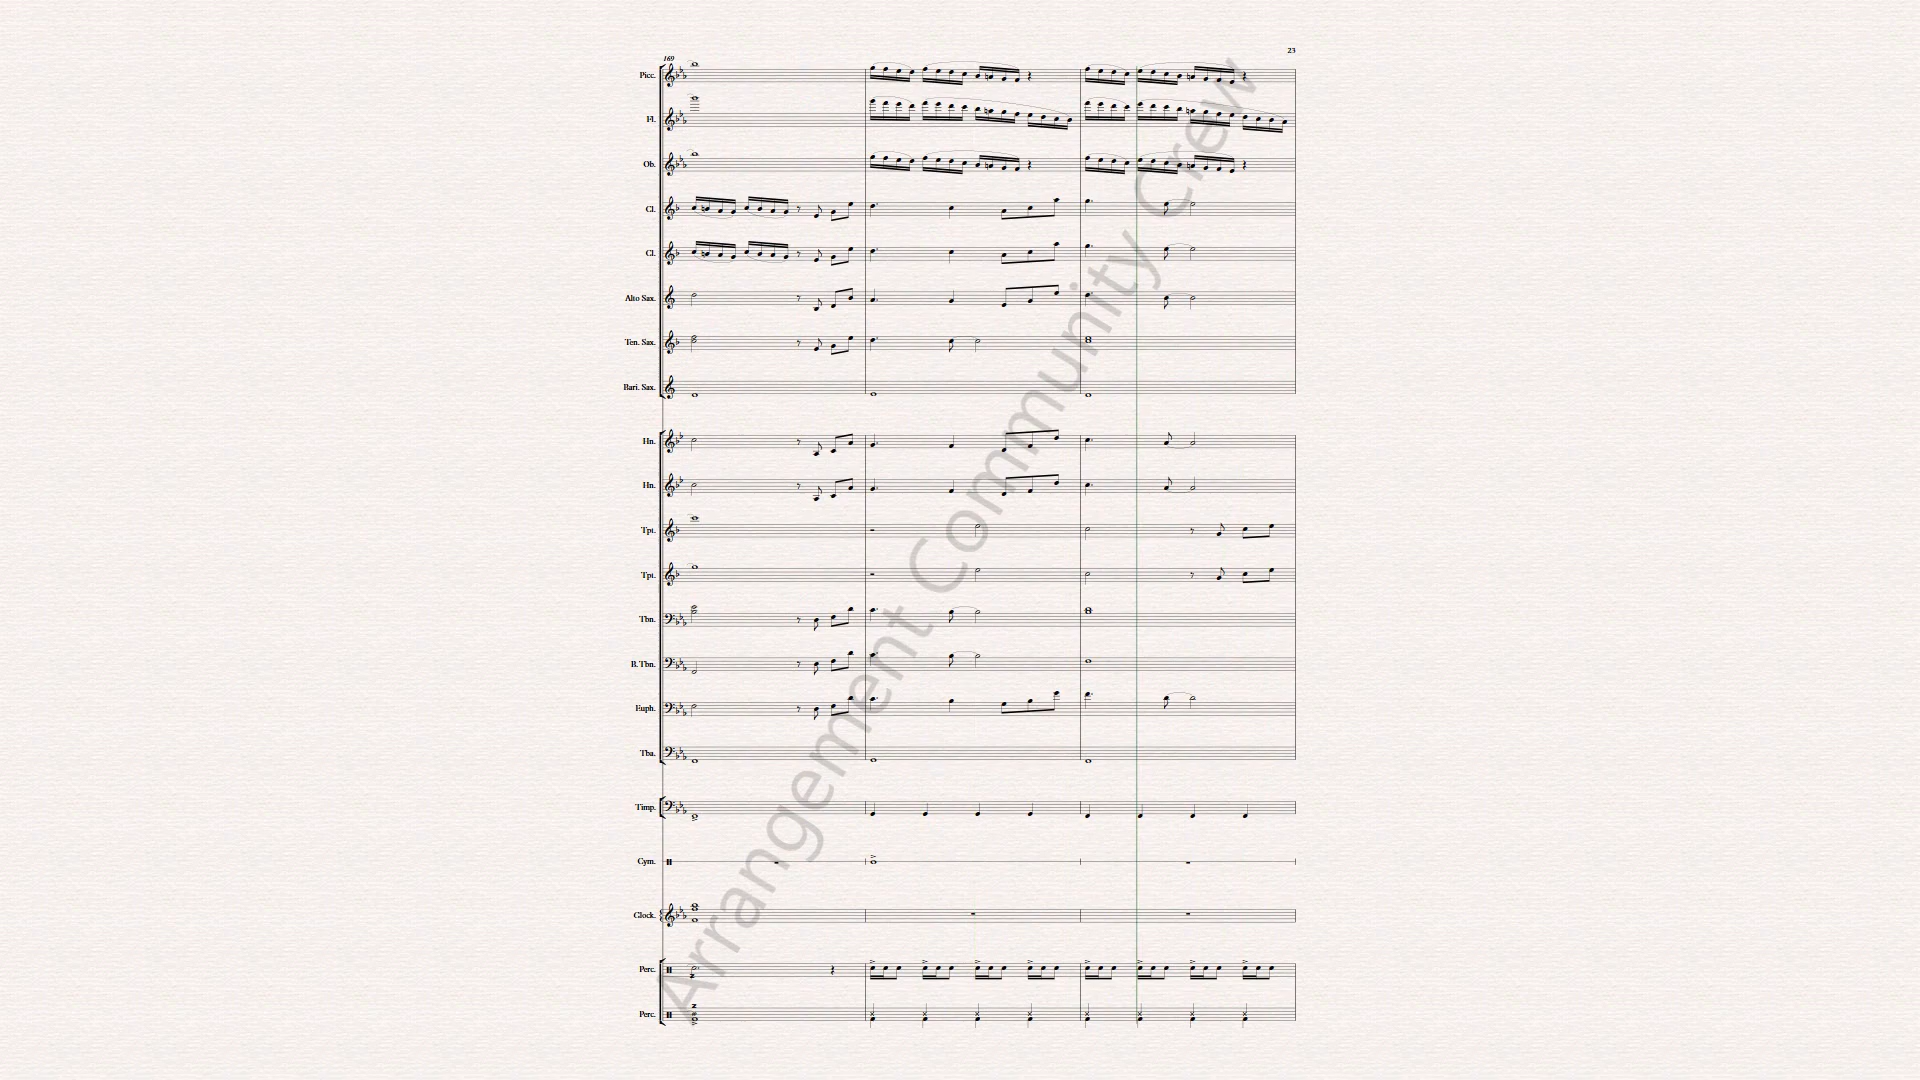 23
169
Picc.
Fl.
Ob.
Cl.
Cl.
Alto Sax.
Ten. Sax.
Bari. Sax.
Hn.
Hn.
Tpt.
Tpt.
Tbn.
B. Tbn.
Euph.
Tba.
Timp.
Cym.
Glock.
Perc.
Perc.
Arrangement Community Crew